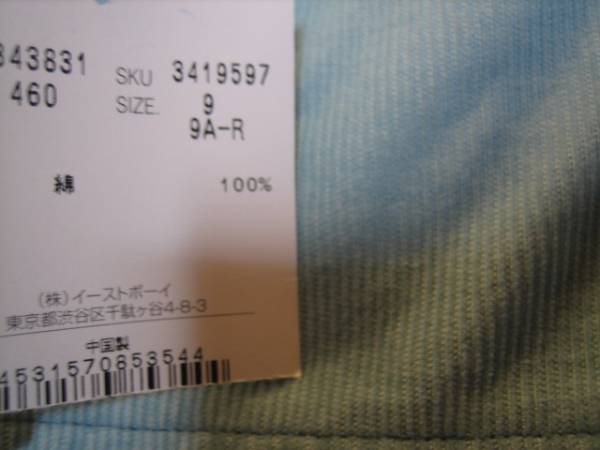 343831 SKU 3419597
460 SIZE. 9
9A-R
綿 100%
(株)イーストボーイ
東京都渋谷区千駄ヶ谷4-8-3
中国製
4531570853544